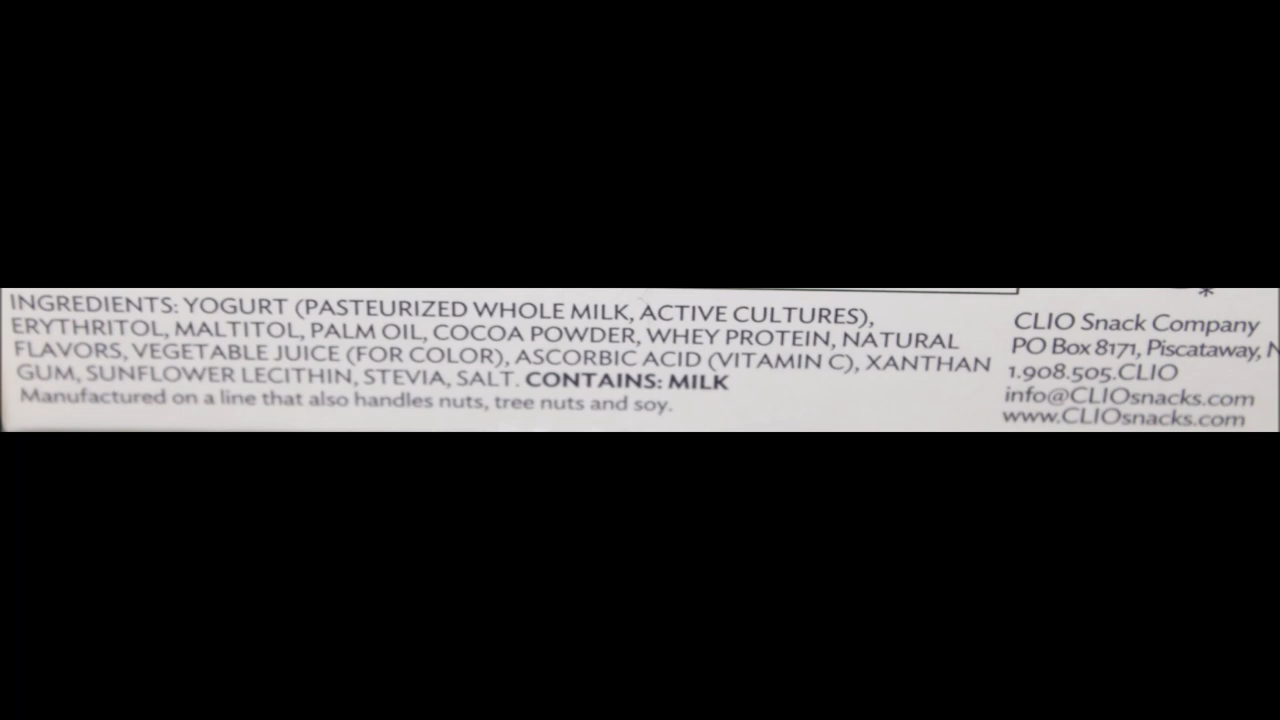 INGREDIENTS: YOGURT (PASTEURIZED WHOLE MILK, ACTIVE CULTURES),
ERYTHRITOL, MALTITOL, PALM OIL, COCOA POWDER, WHEY PROTEIN, NATURAL
FLAVORS, VEGETABLE JUICE (FOR COLOR), ASCORBIC ACID (VITAMIN C), XANTHAN
GUM, SUNFLOWER LECITHIN, STEVIA, SALT. CONTAINS: MILK
Manufactured on a line that also handles nuts, tree nuts and soy.
*
CLIO Snack Company
PO Box 8171, Piscataway, N
1.908.505.CLIO
info@CLIOsnacks.com
www.CLIOsnacks.com